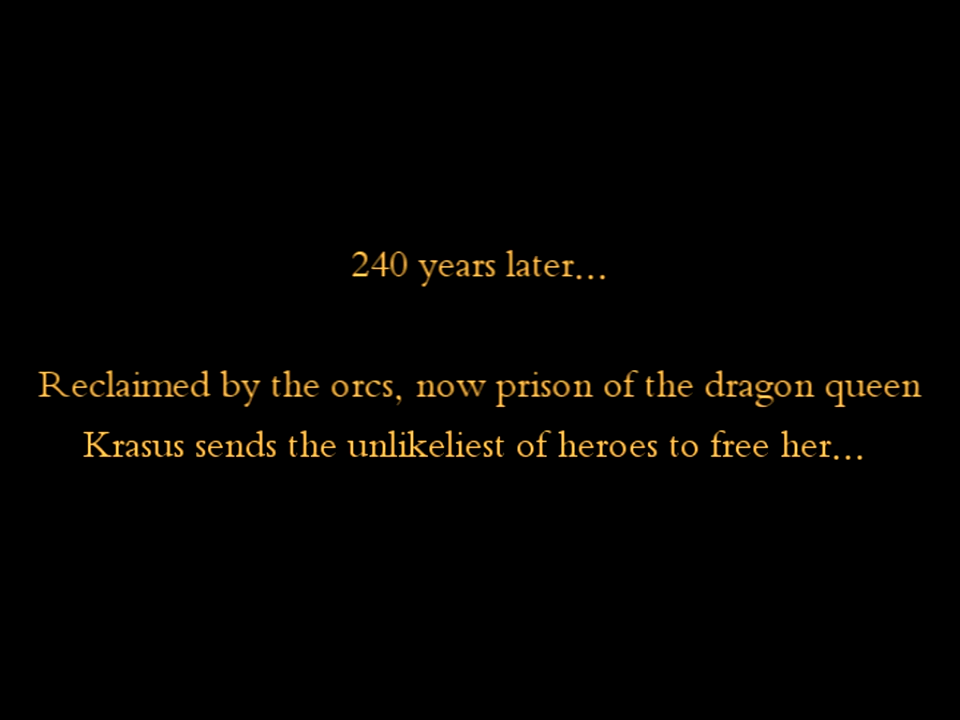 240 years later...
Reclaimed by the orcs, now prison of the dragon queen
Krasus sends the unlikeliest of heroes to free her...